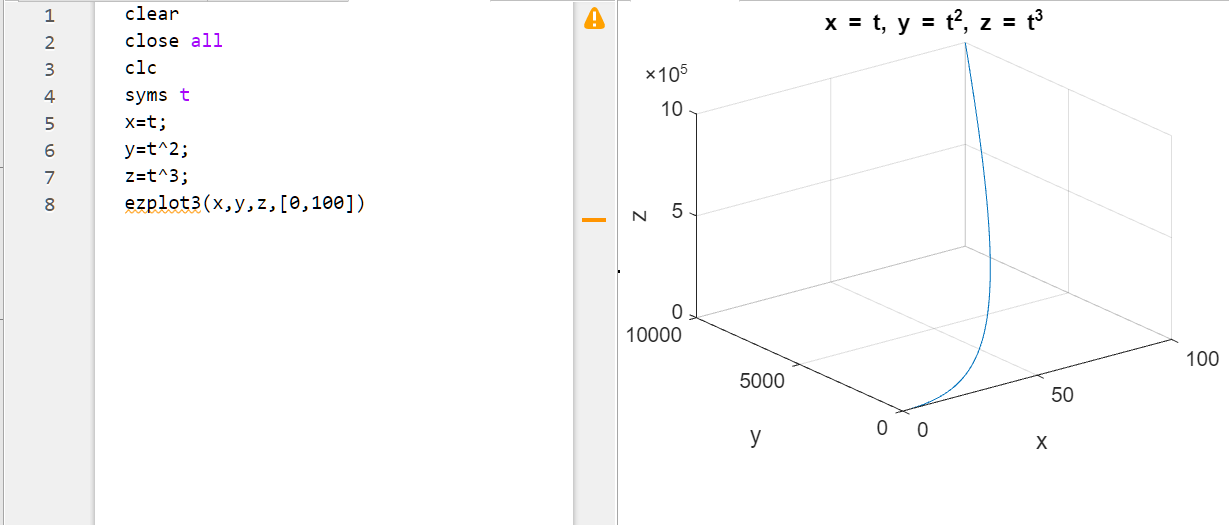 1 clear
2 close all
3 clc
4 syms t
5 x=t;
6 y=t^2;
7 z=t^3;
8 ezplot3(x,y,z,[0,100])
x = t, y = t², z = t³
×10⁵
10
5
0
z
10000
5000
0
y
0
50
100
x